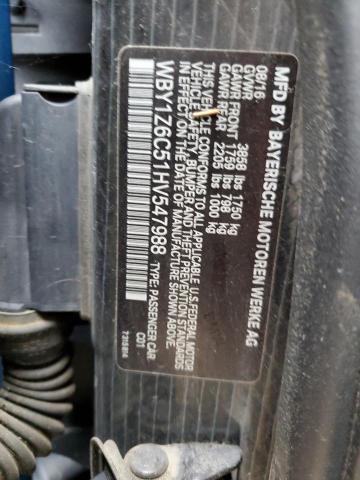 MFD BY BAYERISCHE MOTOREN WERKE AG
08/16
GVWR 3858 lbs 1750 kg
GAWR FRONT 1759 lbs 798 kg
GAWR REAR 2205 lbs 1000 kg
THIS VEHICLE CONFORMS TO ALL APPLICABLE U.S. FEDERAL MOTOR
VEHICLE SAFETY, BUMPER, AND THEFT PREVENTION STANDARDS
IN EFFECT ON THE DATE OF MANUFACTURE SHOWN ABOVE.
WBY1Z6C51HV547988 TYPE: PASSENGER CAR
C01